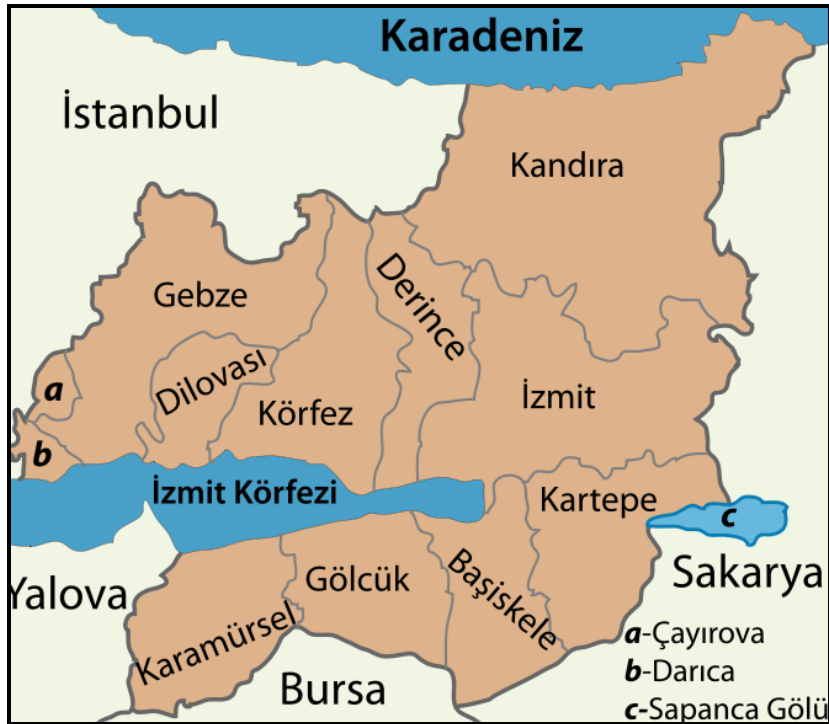 Karadeniz
İstanbul
Kandıra
Gebze
Derince
Dilovası
a
İzmit
Körfez
b
İzmit Körfezi
Kartepe
c
Gölcük
Başiskele
Sakarya
Yalova
Karamürsel
a-Çayırova
b-Darıca
Bursa
c-Sapanca Gölü